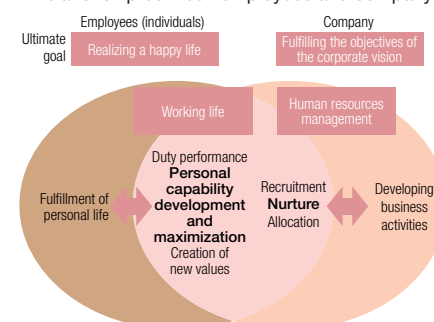 Employees (individuals)
Company
Ultimate
goal
Realizing a happy life
Fulfilling the objectives of
the corporate vision
Working life
Human resources
management
Duty performance
Personal
capability
development
and
maximization
Creation of
new values
Fulfillment of
personal life
Recruitment
Nurture
Allocation
Developing
business
activities